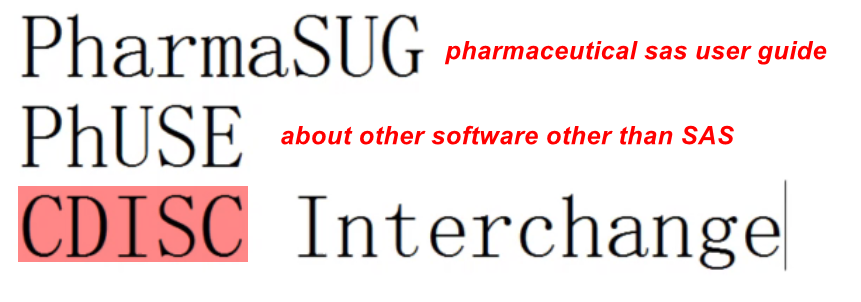 PharmaSUG pharmaceutical sas user guide
PhUSE about other software other than SAS
CDISC Interchange